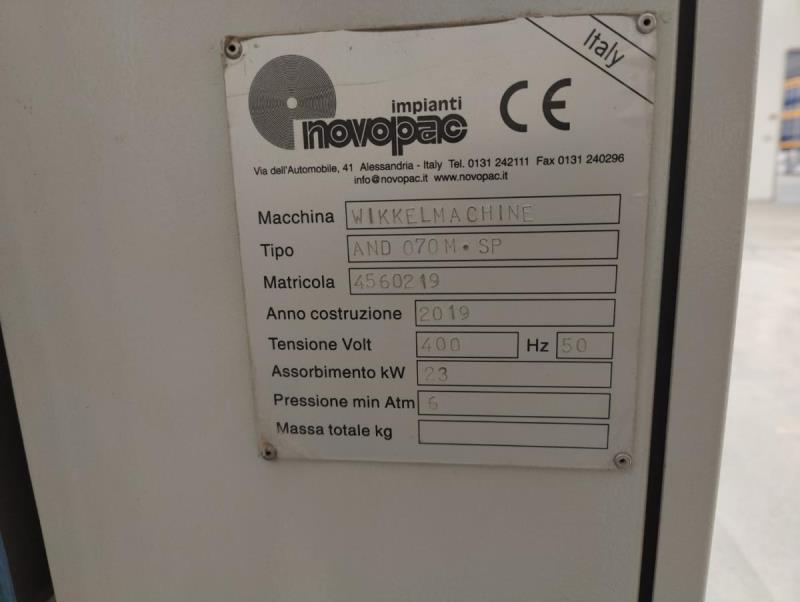 Italy
impianti
novopac
CE
Via dell'Automobile, 41 Alessandria - Italy Tel. 0131 242111 Fax 0131 240296
info@novopac.it www.novopac.it
Macchina WIKKELMACHINE
Tipo AND 070M • SP
Matricola 4560219
Anno costruzione 2019
Tensione Volt 400 Hz 50
Assorbimento kW 23
Pressione min Atm 6
Massa totale kg